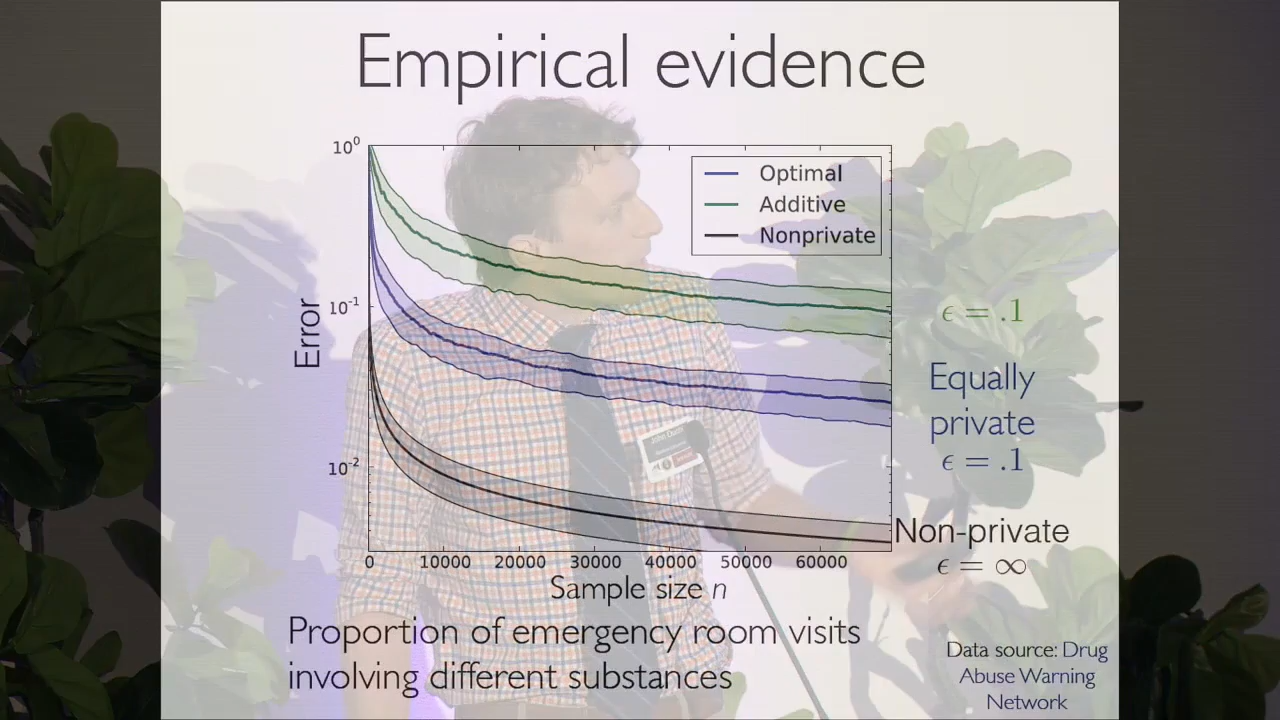 Empirical evidence
10⁰
10⁻¹
10⁻²
Error
Optimal
Additive
Nonprivate
ϵ = .1
Equally
private
ϵ = .1
Non-private
ϵ = ∞
0 10000 20000 30000 40000 50000 60000
Sample size n
Proportion of emergency room visits
involving different substances
Data source: Drug
Abuse Warning
Network